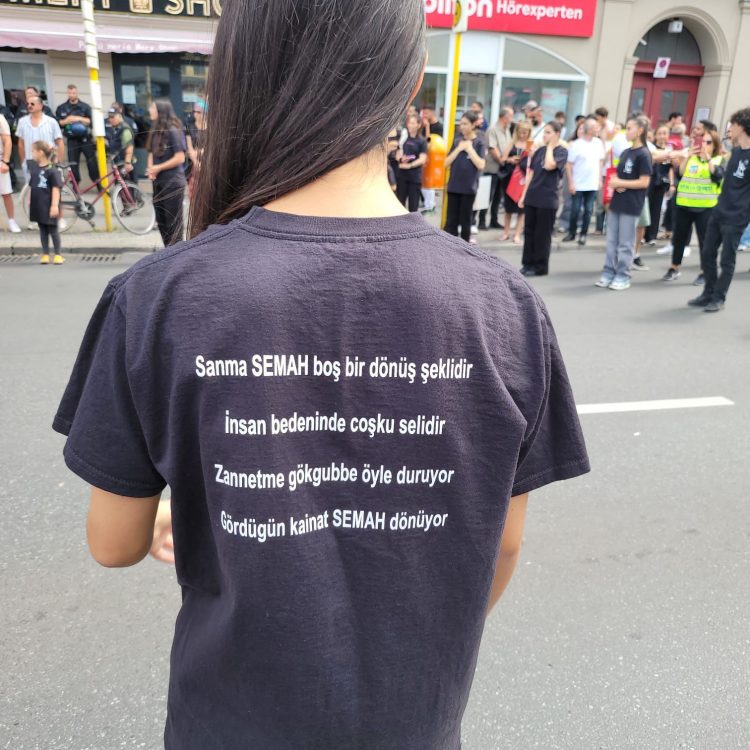 SHO
Hörexperten
Sanma SEMAH boş bir dönüş şeklidir
İnsan bedeninde coşku selidir
Zannetme gökgubbe öyle duruyor
Gördügün kainat SEMAH dönüyor